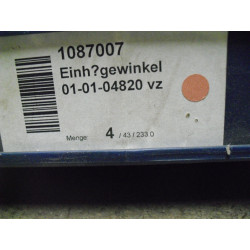 1087007
Einh?gewinkel
01-01-04820 vz
Menge: 4 / 43 / 233 D